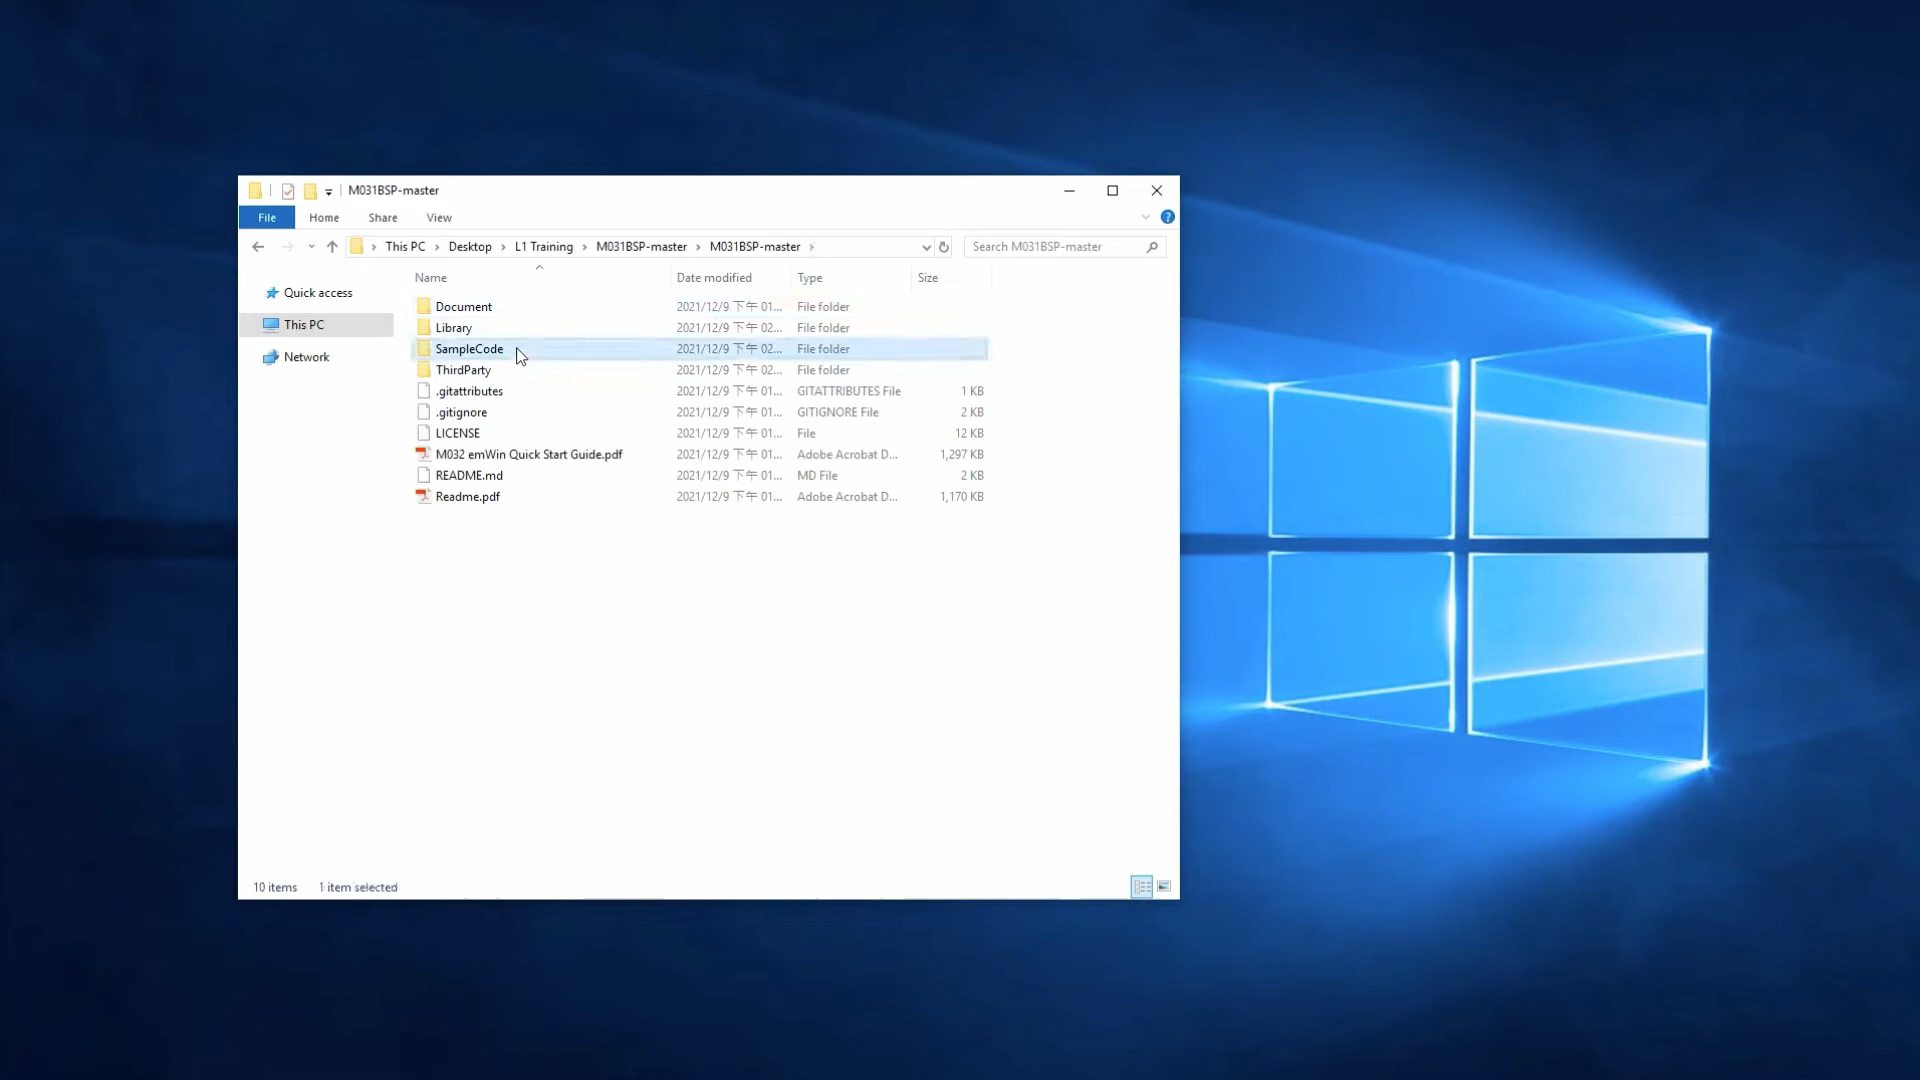 M031BSP-master
File Home Share View
This PC Desktop L1 Training M031BSP-master M031BSP-master Search M031BSP-master
Name Date modified Type Size
Quick access
This PC
Network
Document 2021/12/9 下午 01... File folder
Library 2021/12/9 下午 02... File folder
SampleCode 2021/12/9 下午 02... File folder
ThirdParty 2021/12/9 下午 02... File folder
.gitattributes 2021/12/9 下午 01... GITATTRIBUTES File 1 KB
.gitignore 2021/12/9 下午 01... GITIGNORE File 2 KB
LICENSE 2021/12/9 下午 01... File 12 KB
M032 emWin Quick Start Guide.pdf 2021/12/9 下午 01... Adobe Acrobat D... 1,297 KB
README.md 2021/12/9 下午 01... MD File 2 KB
Readme.pdf 2021/12/9 下午 01... Adobe Acrobat D... 1,170 KB
10 items 1 item selected